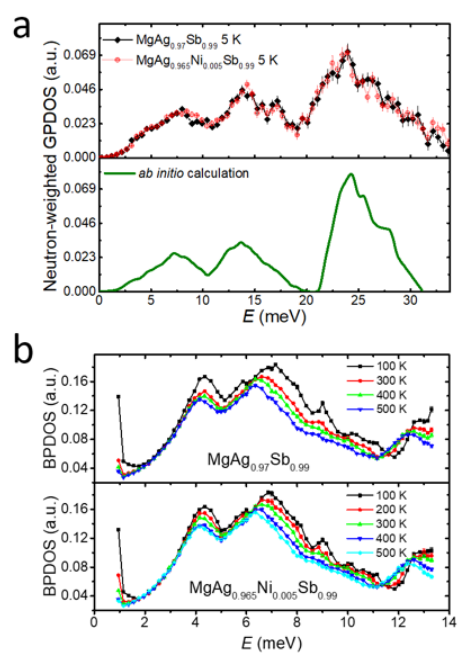 a
MgAg0.97Sb0.99 5 K
MgAg0.965Ni0.005Sb0.99 5 K
Neutron-weighted GPDOS (a.u.)
0.069
0.046
0.023
0.000
ab initio calculation
0.069
0.046
0.023
0.000
0 5 10 15 20 25 30
E (meV)
b
BPDOS (a.u.)
0.16
0.12
0.08
0.04
100 K
300 K
400 K
500 K
MgAg0.97Sb0.99
BPDOS (a.u.)
0.16
0.12
0.08
0.04
100 K
200 K
300 K
400 K
500 K
MgAg0.965Ni0.005Sb0.99
0 2 4 6 8 10 12 14
E (meV)